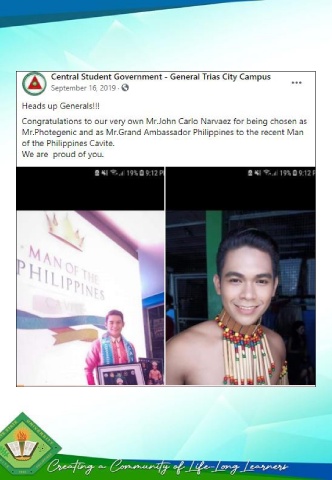 Central Student Government - General Trias City Campus
September 16, 2019 ·
Heads up Generals!!!
Congratulations to our very own Mr.John Carlo Narvaez for being chosen as
Mr.Photegenic and as Mr.Grand Ambassador Philippines to the recent Man
of the Philippines Cavite.
We are proud of you.
19% 9:12 P
19% 9:12 P
MAN OF THE
PHILIPPINES
Creating a Community of Life-Long Learners